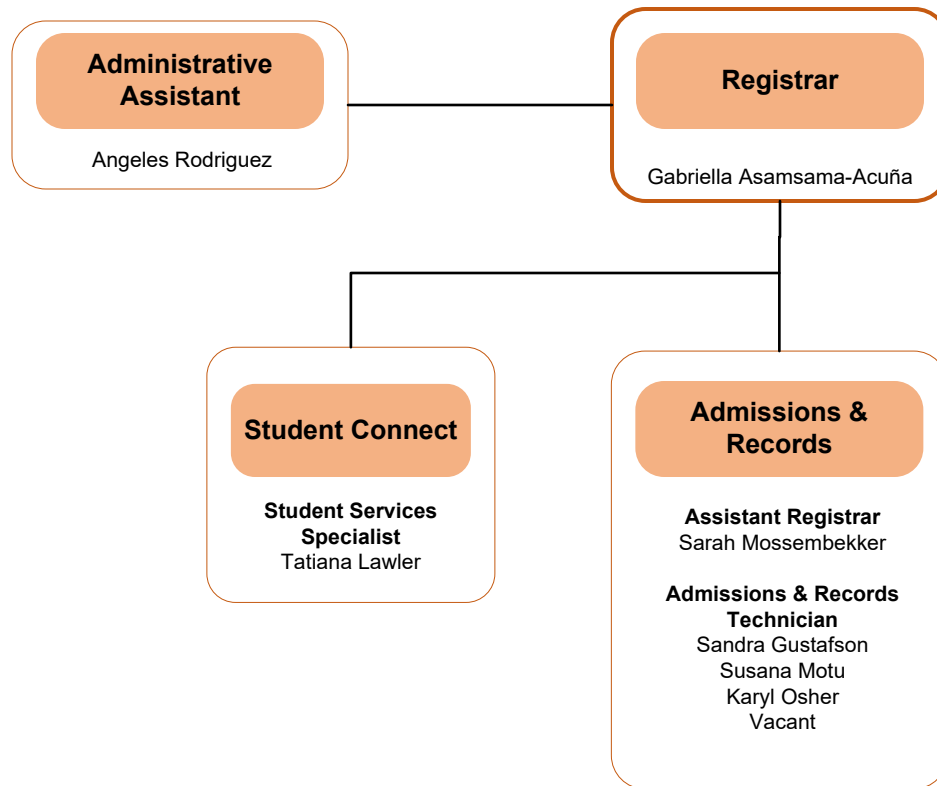 Administrative
Assistant
Angeles Rodriguez
Registrar
Gabriella Asamsama-Acuña
Student Connect
Student Services
Specialist
Tatiana Lawler
Admissions &
Records
Assistant Registrar
Sarah Mossembekker
Admissions & Records
Technician
Sandra Gustafson
Susana Motu
Karyl Osher
Vacant